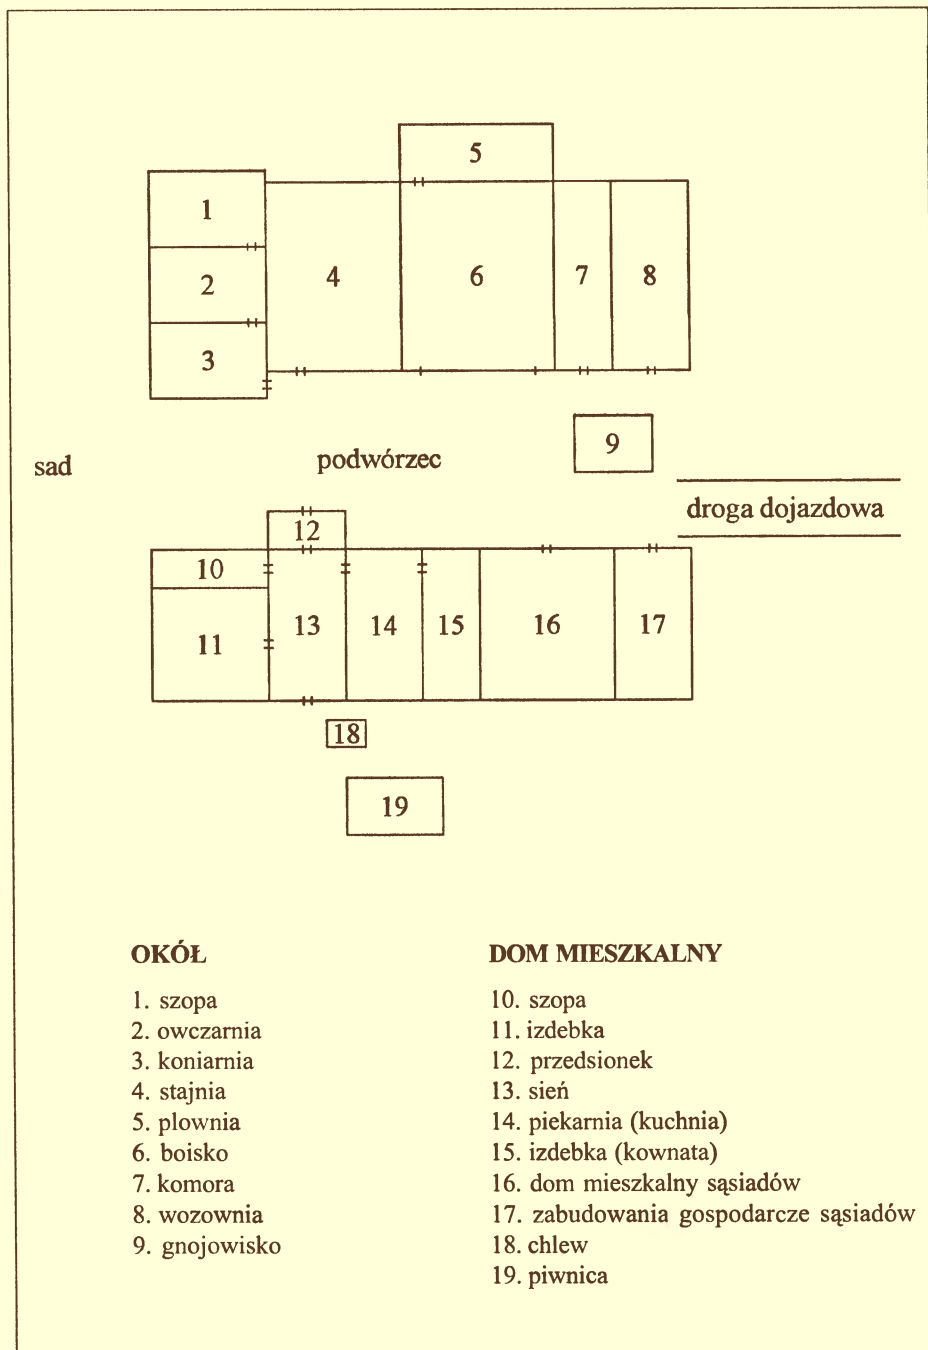 5
1
2
3
4
6
7
8
9
sad
podwórzec
droga dojazdowa
12
10
11
13
14
15
16
17
18
19
OKÓŁ
1. szopa
2. owczarnia
3. koniarnia
4. stajnia
5. plownia
6. boisko
7. komora
8. wozownia
9. gnojowisko
DOM MIESZKALNY
10. szopa
11. izdebka
12. przedsionek
13. sień
14. piekarnia (kuchnia)
15. izdebka (kownata)
16. dom mieszkalny sąsiadów
17. zabudowania gospodarcze sąsiadów
18. chlew
19. piwnica